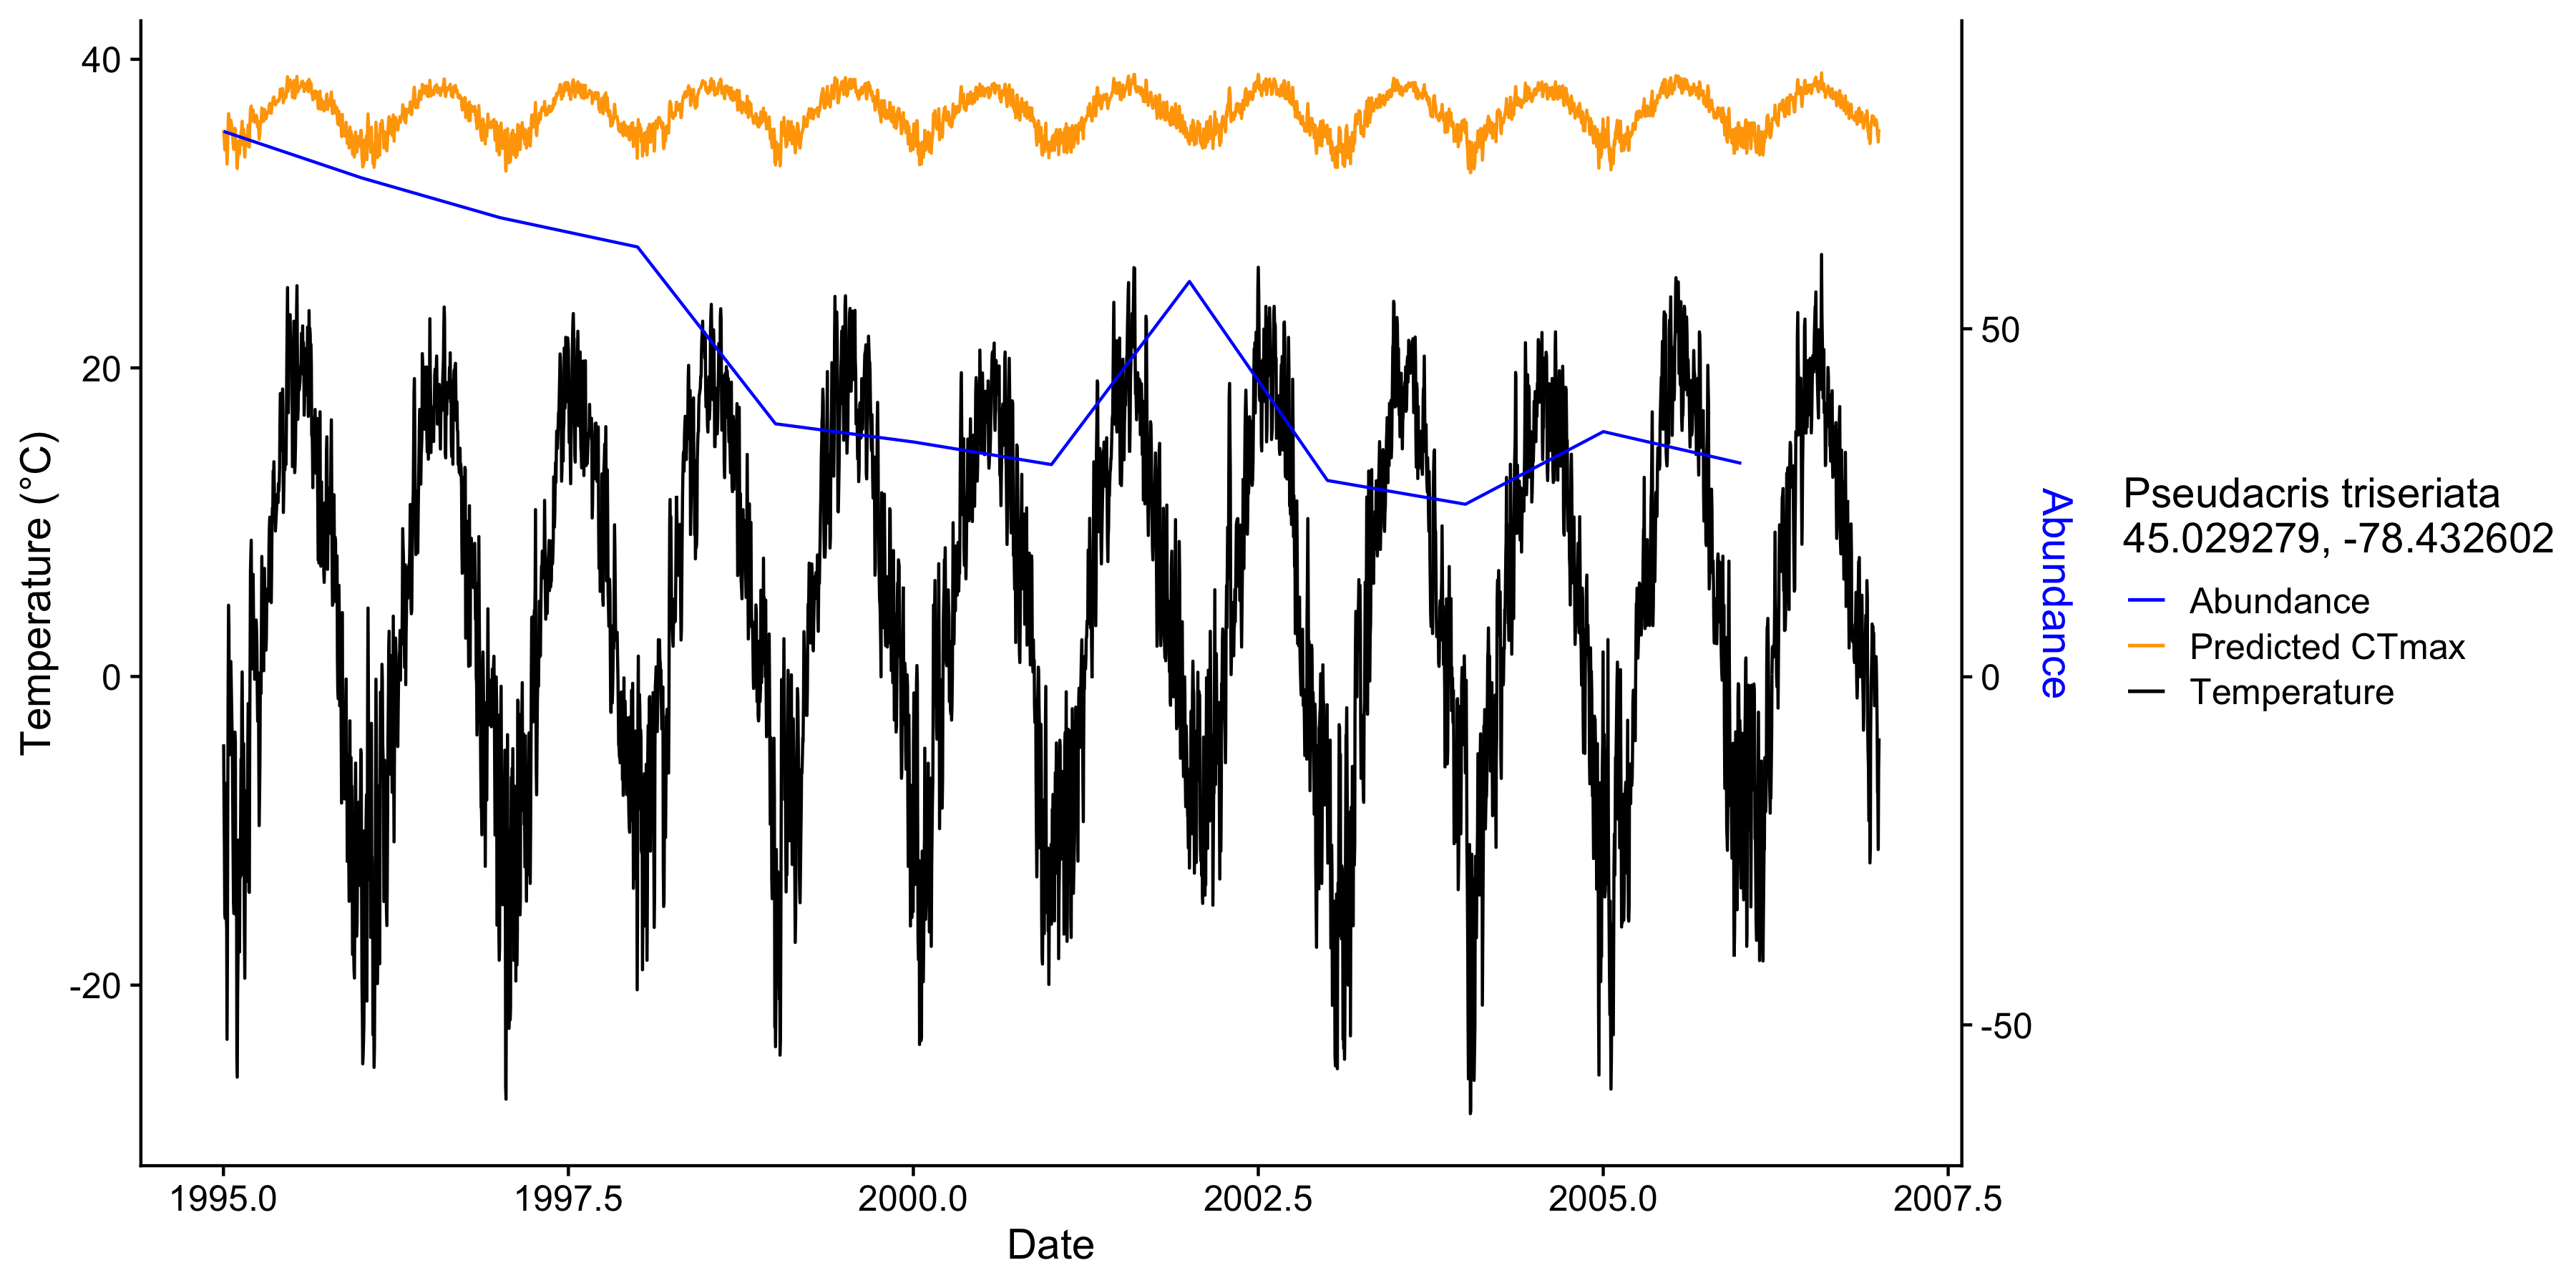 40
20
0
-20
Temperature (°C)
1995.0
1997.5
2000.0
2002.5
2005.0
2007.5
Date
50
0
-50
Abundance
Pseudacris triseriata
45.029279, -78.432602
Abundance
Predicted CTmax
Temperature